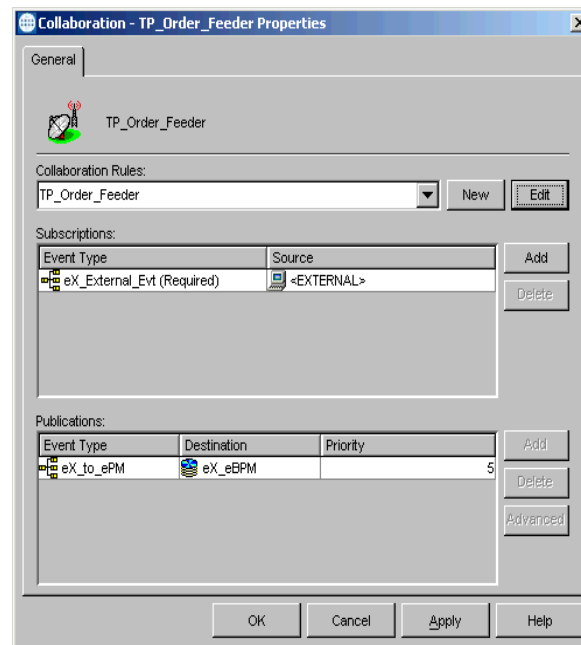 Collaboration - TP_Order_Feeder Properties
General
TP_Order_Feeder
Collaboration Rules:
TP_Order_Feeder New Edit
Subscriptions:
Event Type Source Add
eX_External_Evt (Required) <EXTERNAL>
Delete
Publications:
Event Type Destination Priority Add
eX_to_ePM eX_eBPM 5
Delete
Advanced
OK Cancel Apply Help